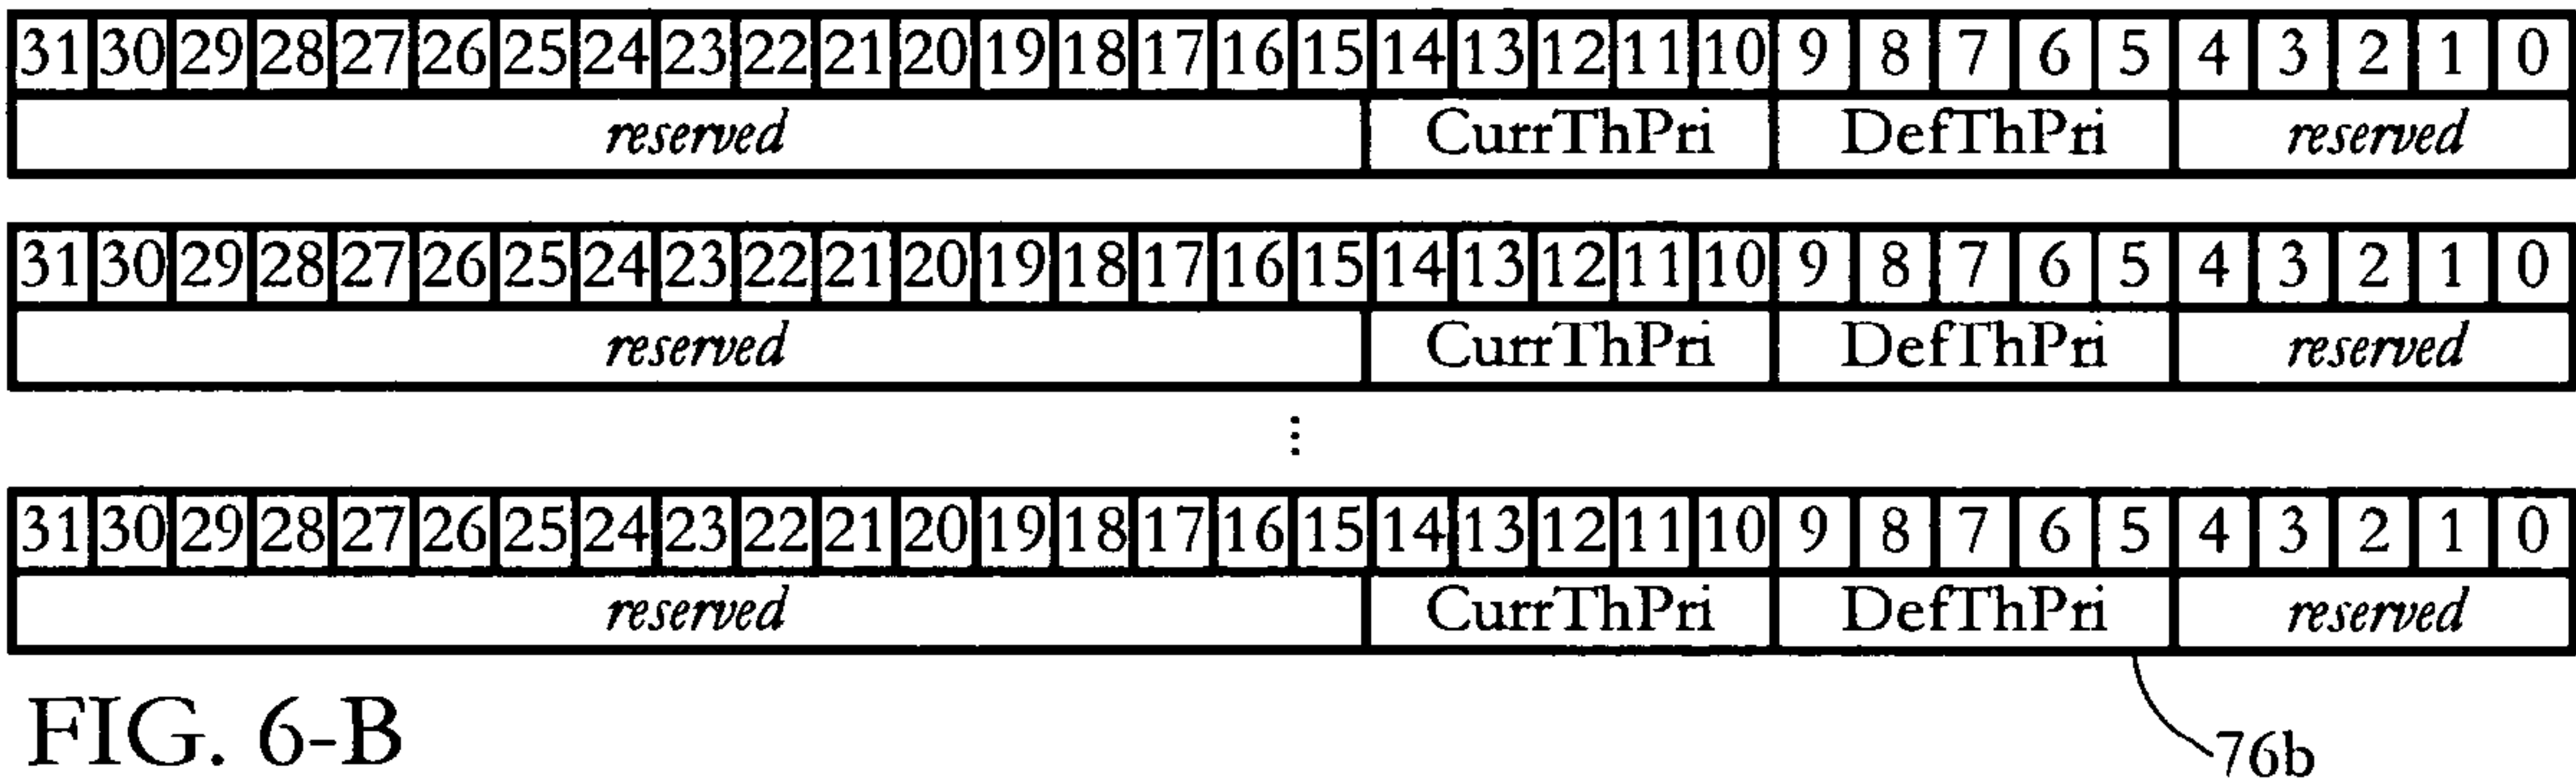 31 30 29 28 27 26 25 24 23 22 21 20 19 18 17 16 15 14 13 12 11 10 9 8 7 6 5 4 3 2 1 0
reserved CurrThPri DefThPri reserved
31 30 29 28 27 26 25 24 23 22 21 20 19 18 17 16 15 14 13 12 11 10 9 8 7 6 5 4 3 2 1 0
reserved CurrThPri DefThPri reserved
⋮
31 30 29 28 27 26 25 24 23 22 21 20 19 18 17 16 15 14 13 12 11 10 9 8 7 6 5 4 3 2 1 0
reserved CurrThPri DefThPri reserved
FIG. 6-B
76b